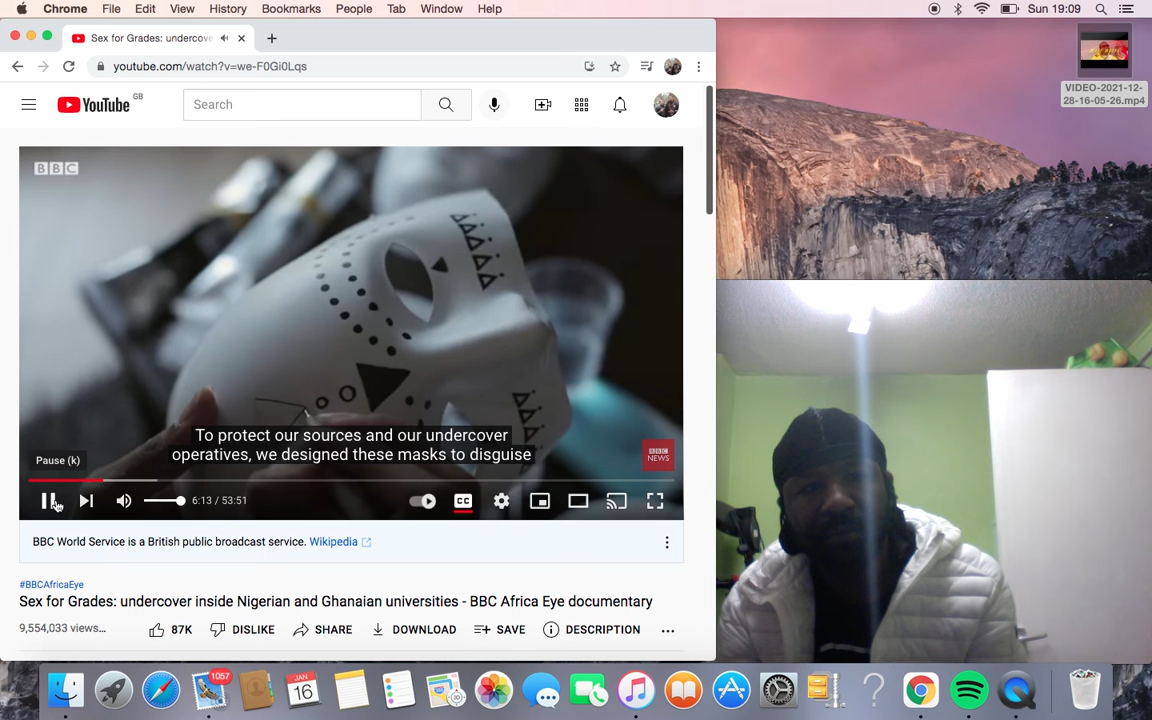 Chrome File Edit View History Bookmarks People Tab Window Help Sun 19:09
Sex for Grades: undercove
youtube.com/watch?v=we-F0Gi0Lqs
YouTube GB
Search
BBC
To protect our sources and our undercover
operatives, we designed these masks to disguise
BBC
NEWS
Pause (k)
6:13 / 53:51
CC
BBC World Service is a British public broadcast service. Wikipedia
#BBCAfricaEye
Sex for Grades: undercover inside Nigerian and Ghanaian universities - BBC Africa Eye documentary
9,554,033 views... 87K DISLIKE SHARE DOWNLOAD SAVE DESCRIPTION
VIDEO-2021-12-
28-16-05-26.mp4
1057
JAN
16